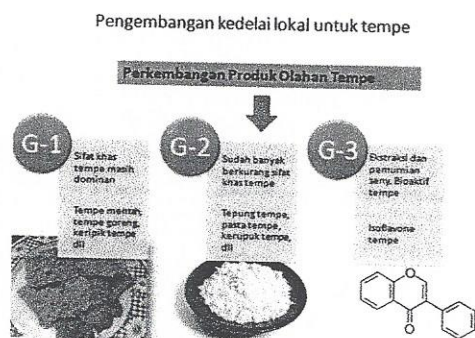 Pengembangan kedelai lokal untuk tempe
Perkembangan Produk Olahan Tempe
G-1
Sifat khas
tempe masih
dominan
Tempe mentah,
tempe goreng,
keripik tempe
dll
G-2
Sudah banyak
berkurang sifat
khas tempe
Tepung tempe,
pasta tempe,
kerupuk tempe,
dll
G-3
Ekstraksi dan
pemurnian
seny. Bioaktif
tempe
Isoflavone
tempe
O
O